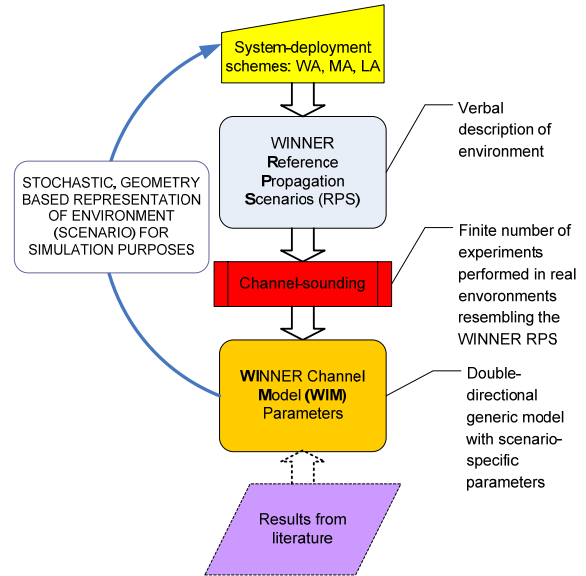 System-deployment
schemes: WA, MA, LA
WINNER
Reference
Propagation
Scenarios (RPS)
Verbal
description of
environment
STOCHASTIC, GEOMETRY
BASED REPRESENTATION
OF ENVIRONMENT
(SCENARIO) FOR
SIMULATION PURPOSES
Channel-sounding
Finite number of
experiments
performed in real
envoronments
resembling the
WINNER RPS
WINNER Channel
Model (WIM)
Parameters
Double-
directional
generic model
with scenario-
specific
parameters
Results from
literature